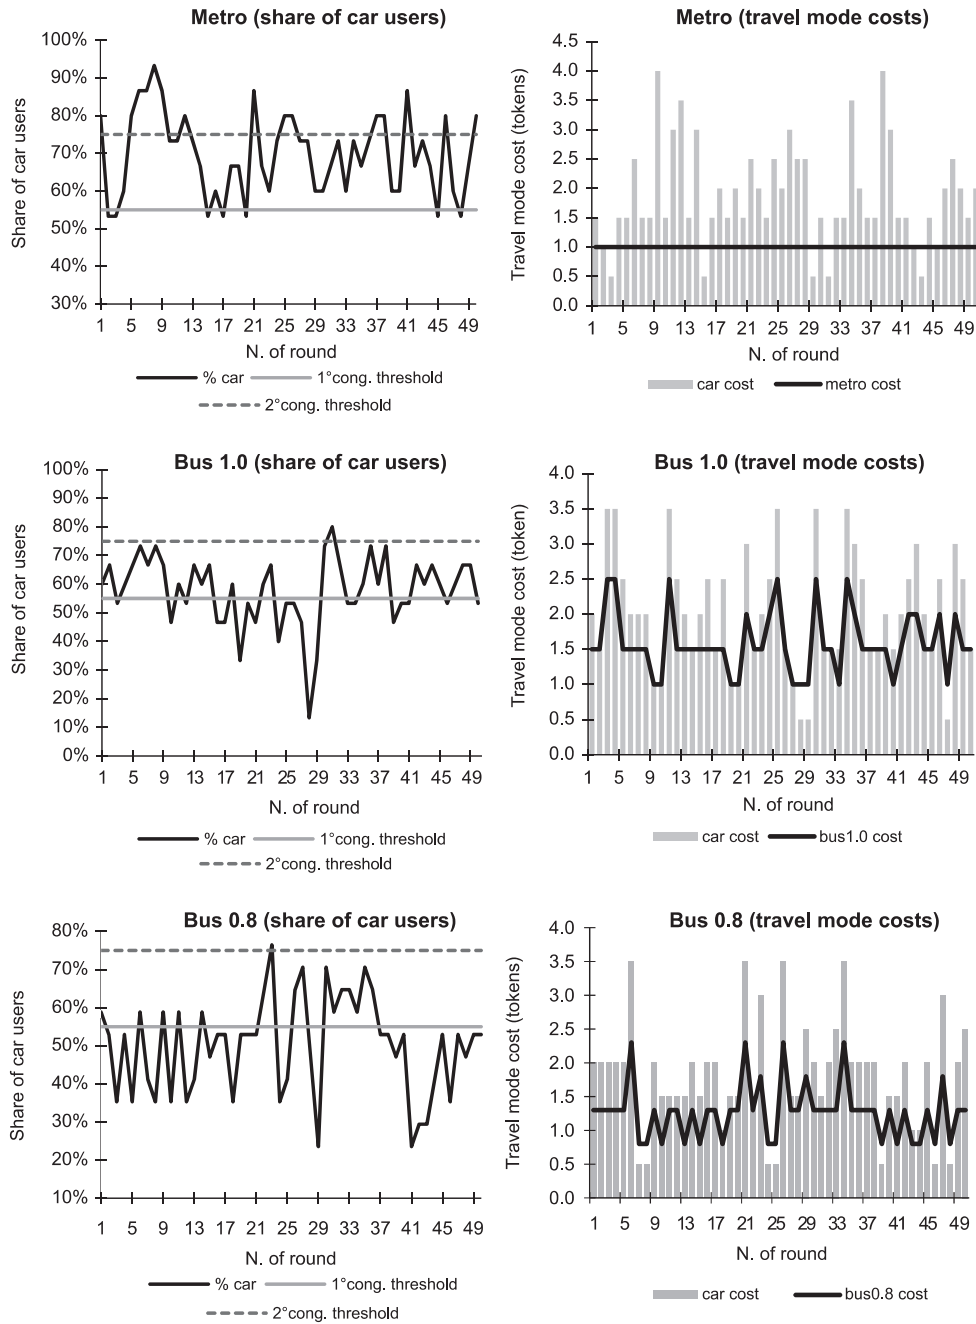 Metro (share of car users)
100%
90%
80%
70%
60%
50%
40%
30%
Share of car users
1 5 9 13 17 21 25 29 33 37 41 45 49
N. of round
% car 1°cong. threshold
2°cong. threshold
Metro (travel mode costs)
4.5
4.0
3.5
3.0
2.5
2.0
1.5
1.0
0.5
0.0
Travel mode cost (tokens)
1 5 9 13 17 21 25 29 33 37 41 45 49
N. of round
car cost metro cost
Bus 1.0 (share of car users)
100%
90%
80%
70%
60%
50%
40%
30%
20%
10%
0%
Share of car users
1 5 9 13 17 21 25 29 33 37 41 45 49
N. of round
% car 1°cong. threshold
2°cong. threshold
Bus 1.0 (travel mode costs)
4.0
3.5
3.0
2.5
2.0
1.5
1.0
0.5
0.0
Travel mode cost (token)
1 5 9 13 17 21 25 29 33 37 41 45 49
N. of round
car cost bus1.0 cost
Bus 0.8 (share of car users)
80%
70%
60%
50%
40%
30%
20%
10%
Share of car users
1 5 9 13 17 21 25 29 33 37 41 45 49
N. of round
% car 1°cong. threshold
2°cong. threshold
Bus 0.8 (travel mode costs)
4.0
3.5
3.0
2.5
2.0
1.5
1.0
0.5
0.0
Travel mode cost (tokens)
1 5 9 13 17 21 25 29 33 37 41 45 49
N. of round
car cost bus0.8 cost